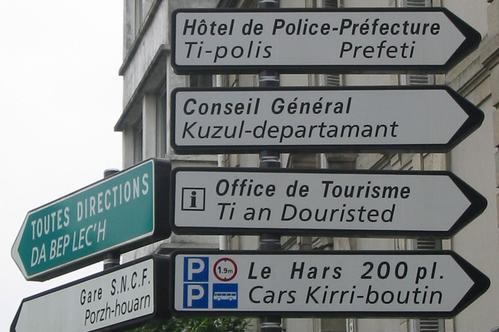 Hôtel de Police-Préfecture
Ti-polis Prefeti
Conseil Général
Kuzul-departamant
i Office de Tourisme
Ti an Douristed
TOUTES DIRECTIONS
DA BEP LEC'H
Gare S.N.C.F.
Porzh-houarn
P 1.9m Le Hars 200 pl.
P Cars Kirri-boutin